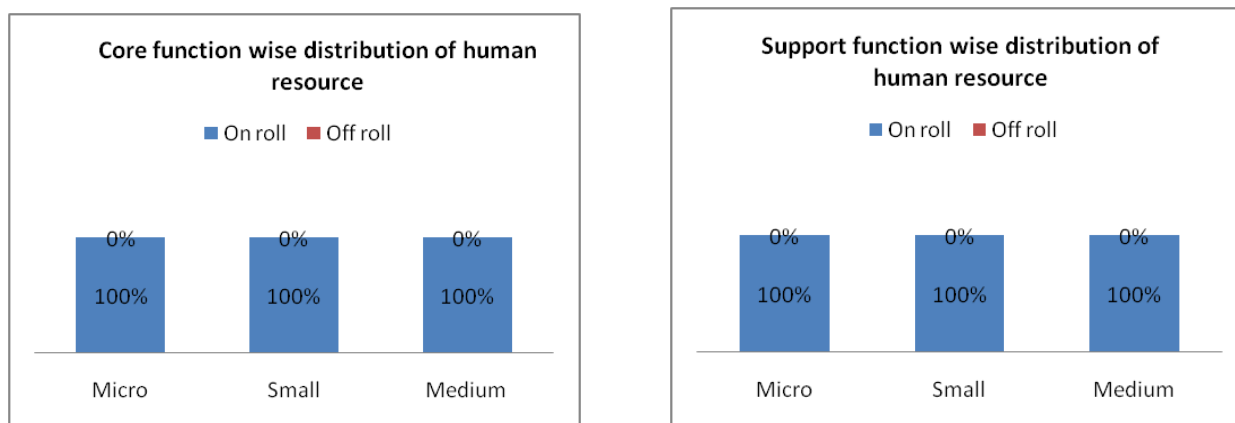 Core function wise distribution of human
resource
On roll Off roll
0% 0% 0%
100% 100% 100%
Micro Small Medium
Support function wise distribution of
human resource
On roll Off roll
0% 0% 0%
100% 100% 100%
Micro Small Medium